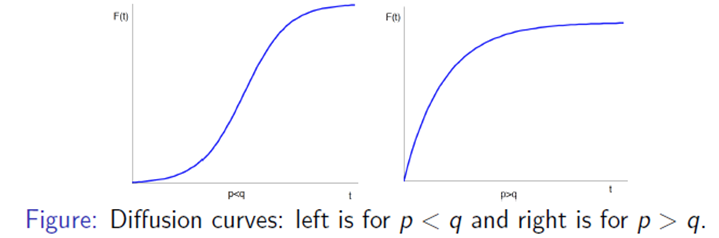 F(t)
F(t)
p<q
t
p>q
t
Figure: Diffusion curves: left is for p < q and right is for p > q.